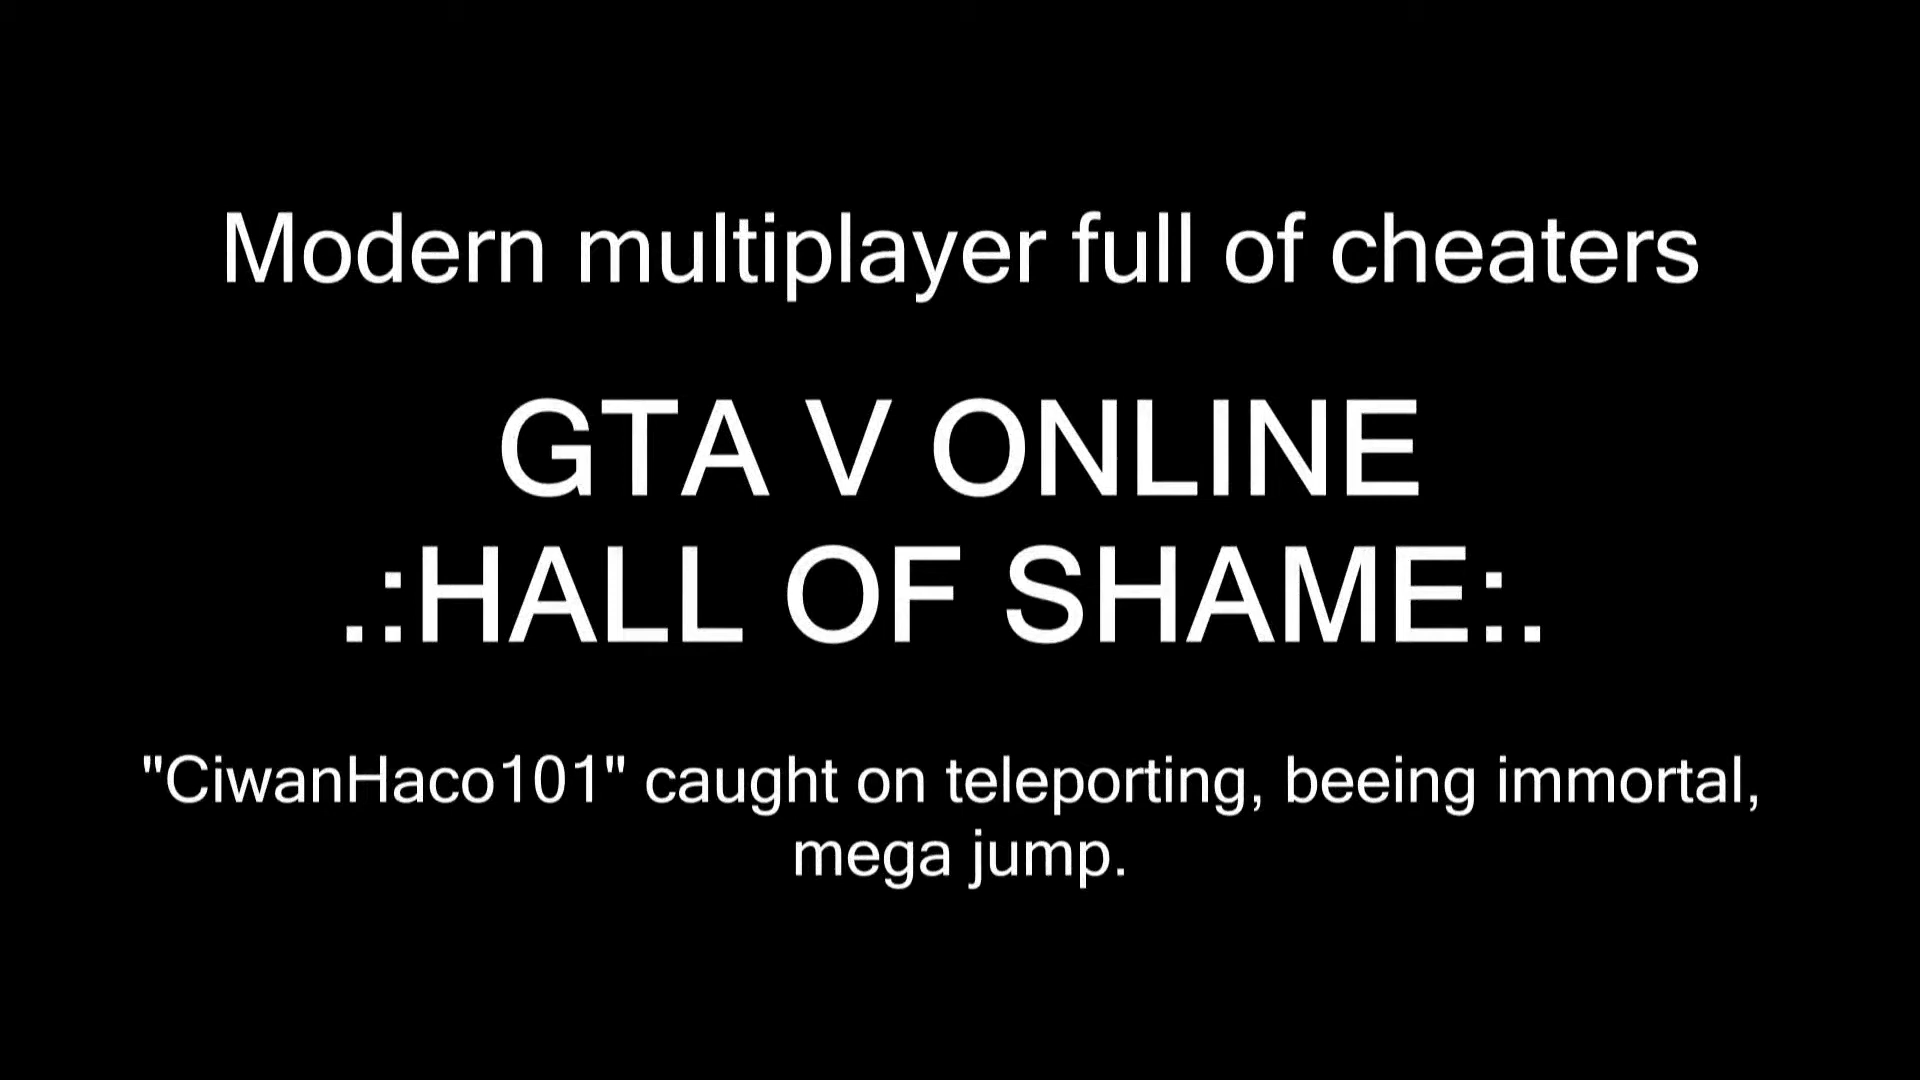 Modern multiplayer full of cheaters
GTA V ONLINE
.:HALL OF SHAME:.
"CiwanHaco101" caught on teleporting, beeing immortal,
mega jump.